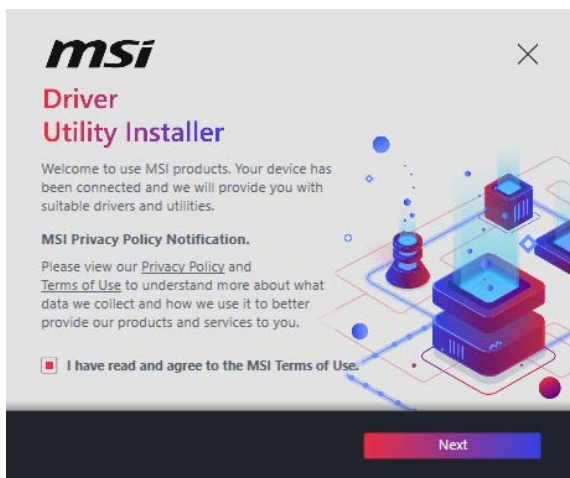 msi
Driver
Utility Installer
Welcome to use MSI products. Your device has
been connected and we will provide you with
suitable drivers and utilities.
MSI Privacy Policy Notification.
Please view our Privacy Policy and
Terms of Use to understand more about what
data we collect and how we use it to better
provide our products and services to you.
I have read and agree to the MSI Terms of Use.
Next